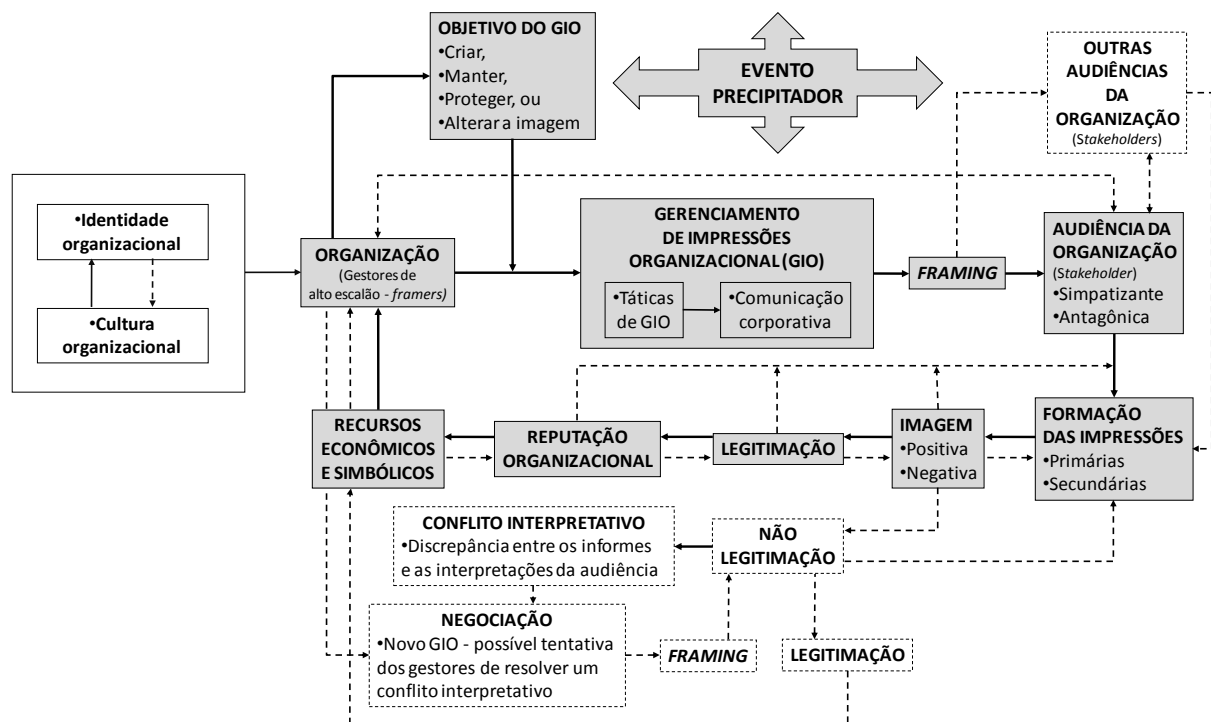 OBJETIVO DO GIO
•Criar,
•Manter,
•Proteger, ou
•Alterar a imagem
EVENTO
PRECIPITADOR
OUTRAS
AUDIÊNCIAS
DA
ORGANIZAÇÃO
(Stakeholders)
•Identidade
organizacional
•Cultura
organizacional
ORGANIZAÇÃO
(Gestores de
alto escalão - framers)
GERENCIAMENTO
DE IMPRESSÕES
ORGANIZACIONAL (GIO)
•Táticas
de GIO
•Comunicação
corporativa
FRAMING
AUDIÊNCIA DA
ORGANIZAÇÃO
(Stakeholder)
•Simpatizante
•Antagônica
RECURSOS
ECONÔMICOS
E SIMBÓLICOS
REPUTAÇÃO
ORGANIZACIONAL
LEGITIMAÇÃO
IMAGEM
•Positiva
•Negativa
FORMAÇÃO
DAS IMPRESSÕES
•Primárias
•Secundárias
CONFLITO INTERPRETATIVO
•Discrepância entre os informes
e as interpretações da audiência
NÃO
LEGITIMAÇÃO
NEGOCIAÇÃO
•Novo GIO - possível tentativa
dos gestores de resolver um
conflito interpretativo
FRAMING
LEGITIMAÇÃO